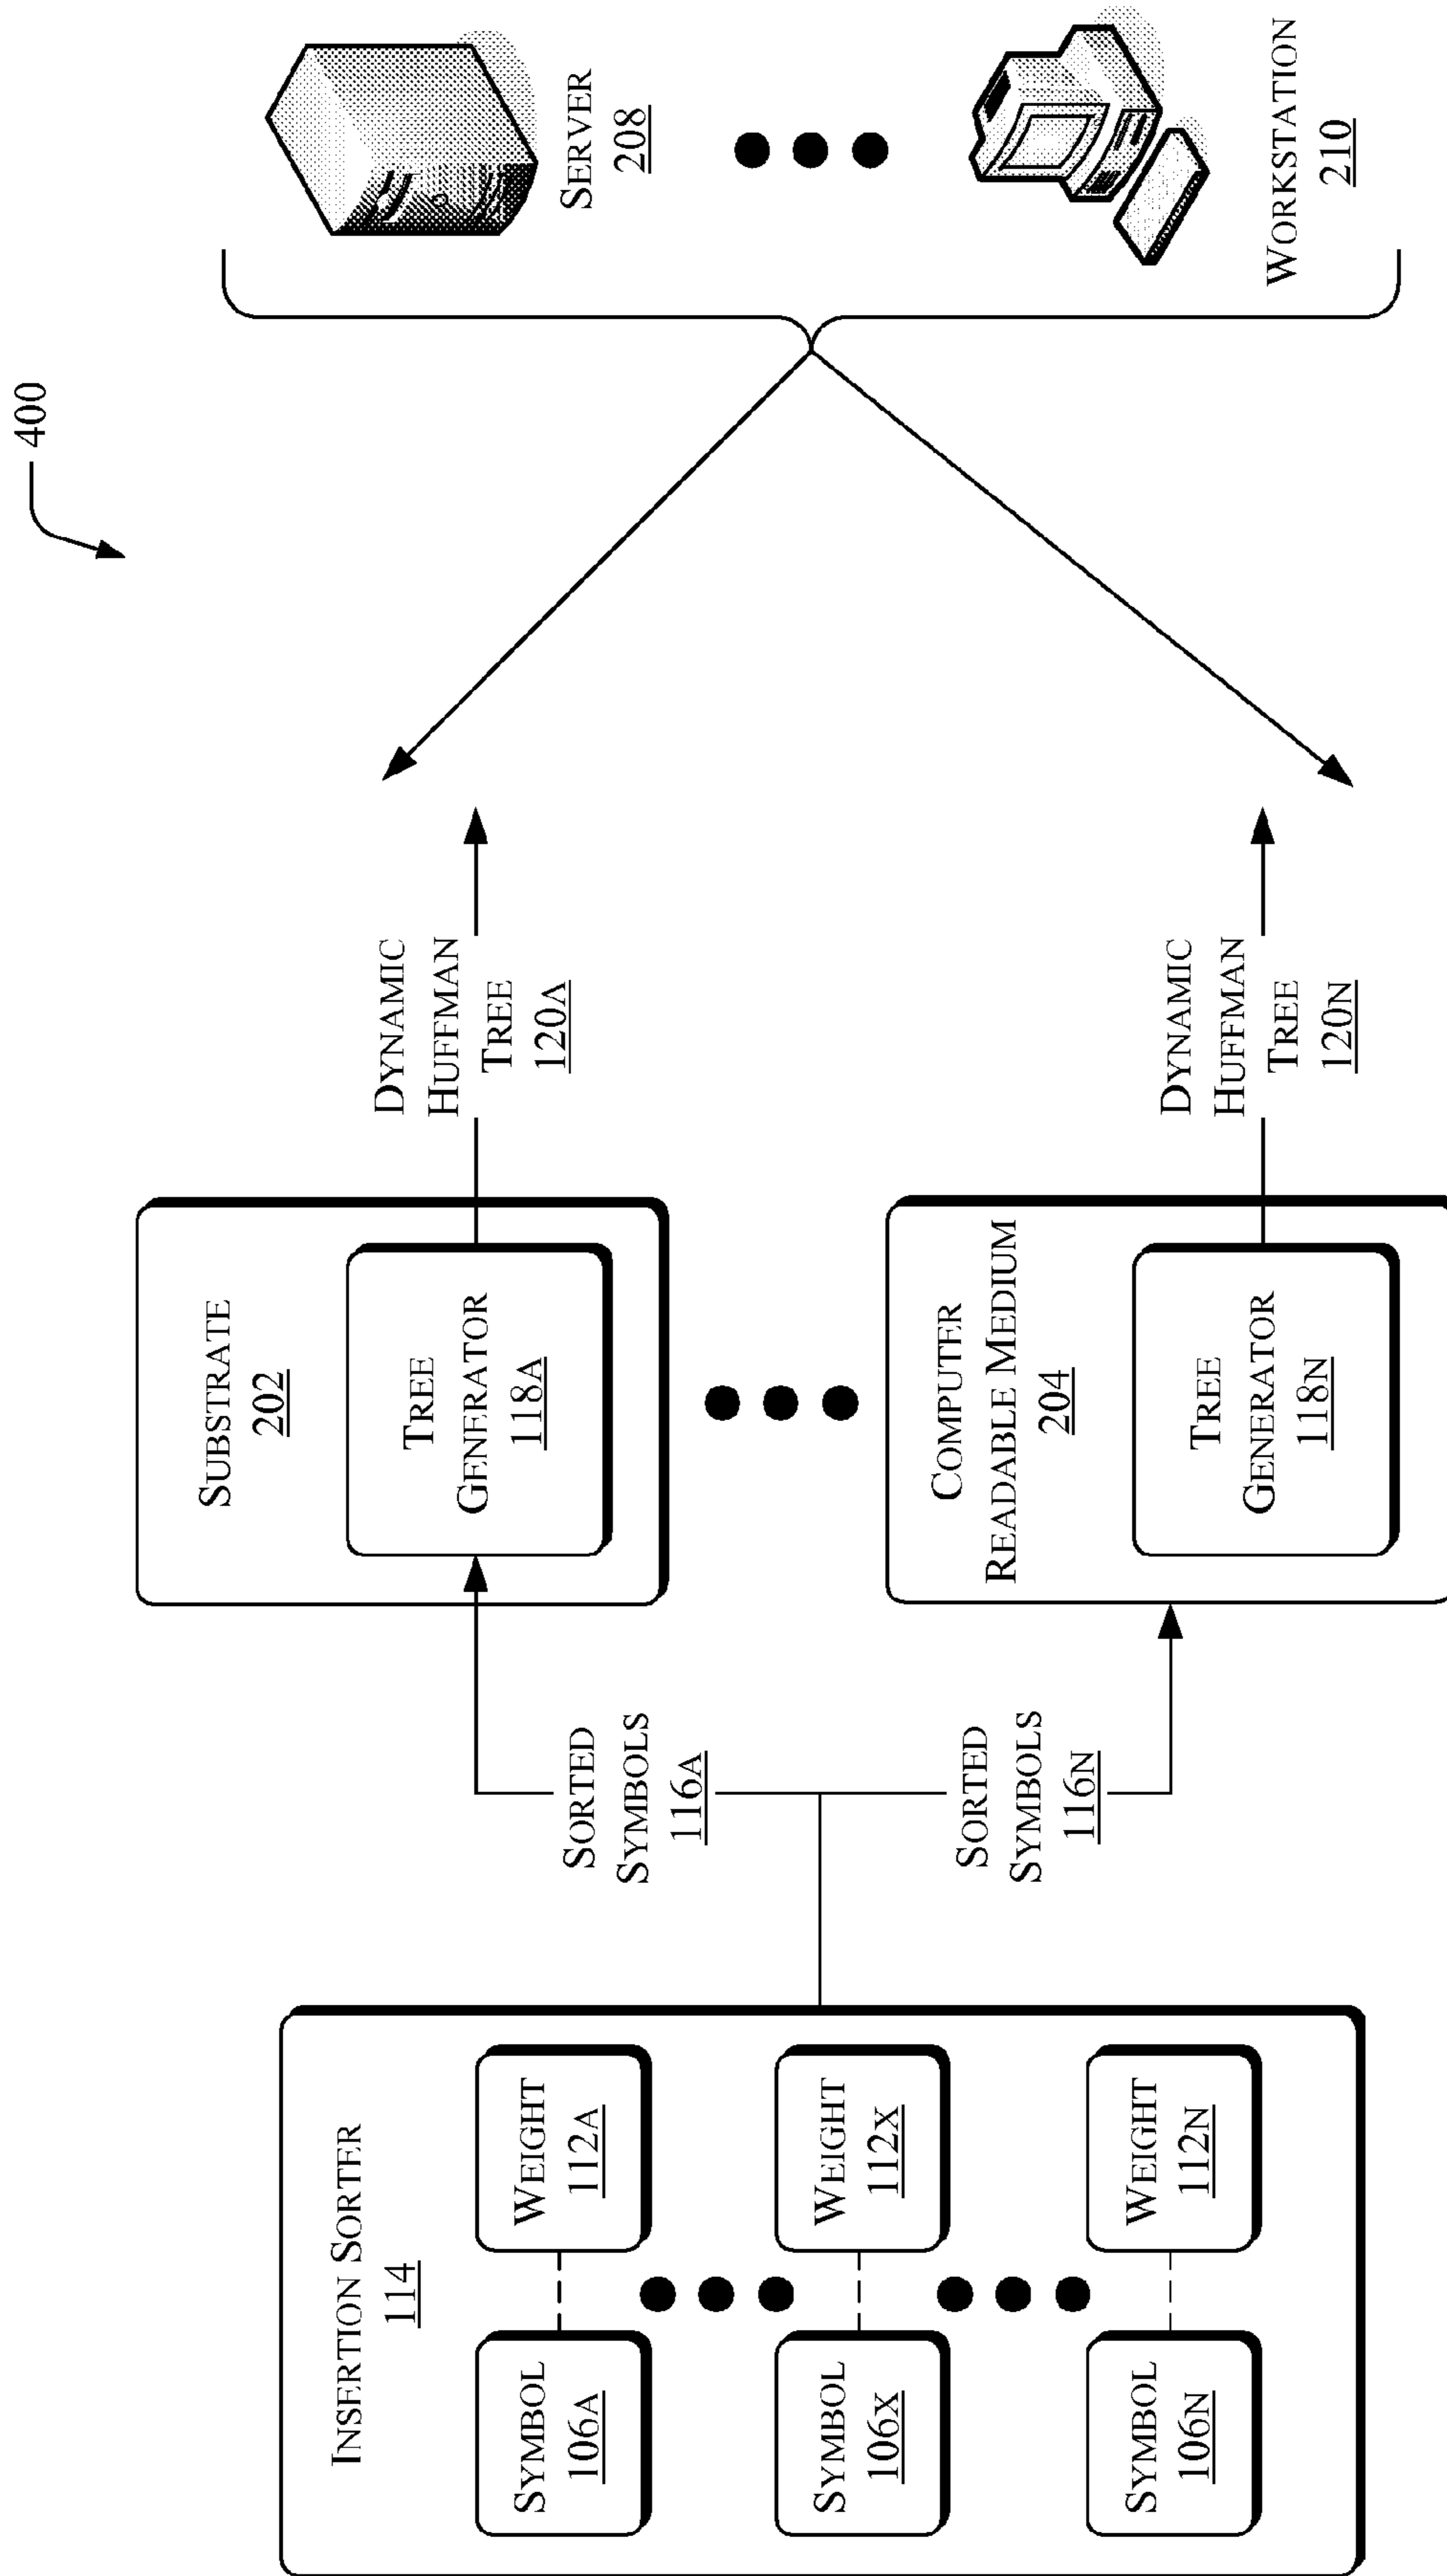 400
INSERTION SORTER
114
SYMBOL
106A
WEIGHT
112A
SYMBOL
106X
WEIGHT
112X
SYMBOL
106N
WEIGHT
112N
SORTED
SYMBOLS
116A
SORTED
SYMBOLS
116N
SUBSTRATE
202
TREE
GENERATOR
118A
COMPUTER
READABLE MEDIUM
204
TREE
GENERATOR
118N
DYNAMIC
HUFFMAN
TREE
120A
DYNAMIC
HUFFMAN
TREE
120N
SERVER
208
WORKSTATION
210